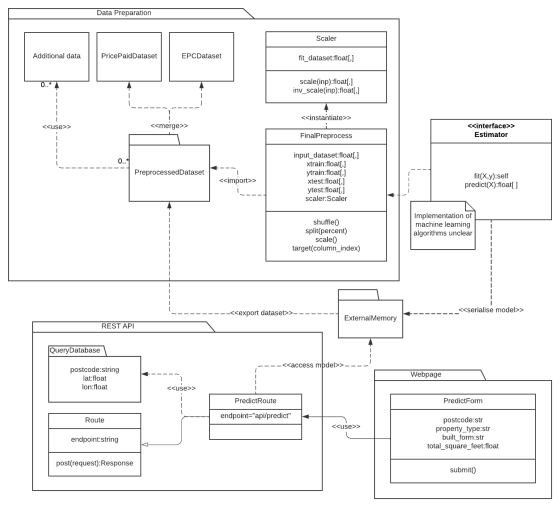 Data Preparation
Additional data
PricePaidDataset
EPCDataset
Scaler
fit_dataset:float[,]
scale(inp):float[,]
inv_scale(inp):float[,]
0..*
<<use>>
<<merge>>
<<instantiate>>
0..*
PreprocessedDataset
<<import>>
FinalPreprocess
input_dataset:float[,]
xtrain:float[,]
ytrain:float[,]
xtest:float[,]
ytest:float[,]
scaler:Scaler
shuffle()
split(percent)
scale()
target(column_index)
<<interface>>
Estimator
fit(X,y):self
predict(X):float[ ]
Implementation of
machine learning
algorithms unclear
<<export dataset>>
ExternalMemory
<<serialise model>>
REST API
QueryDatabase
postcode:string
lat:float
lon:float
<<use>>
<<access model>>
Route
endpoint:string
post(request):Response
PredictRoute
endpoint="api/predict"
<<use>>
Webpage
PredictForm
postcode:str
property_type:str
built_form:str
total_square_feet:float
submit()